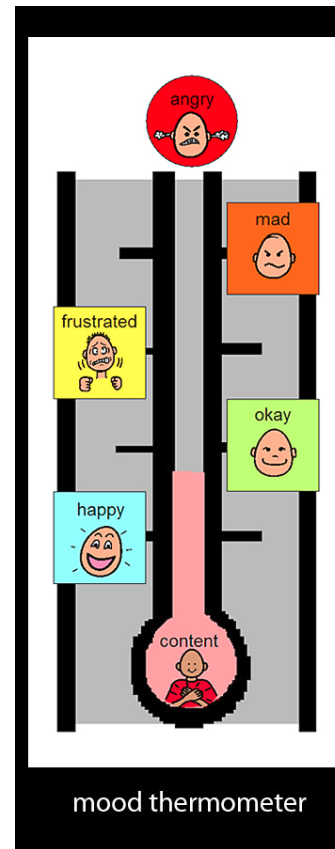 angry
mad
frustrated
okay
happy
content
mood thermometer